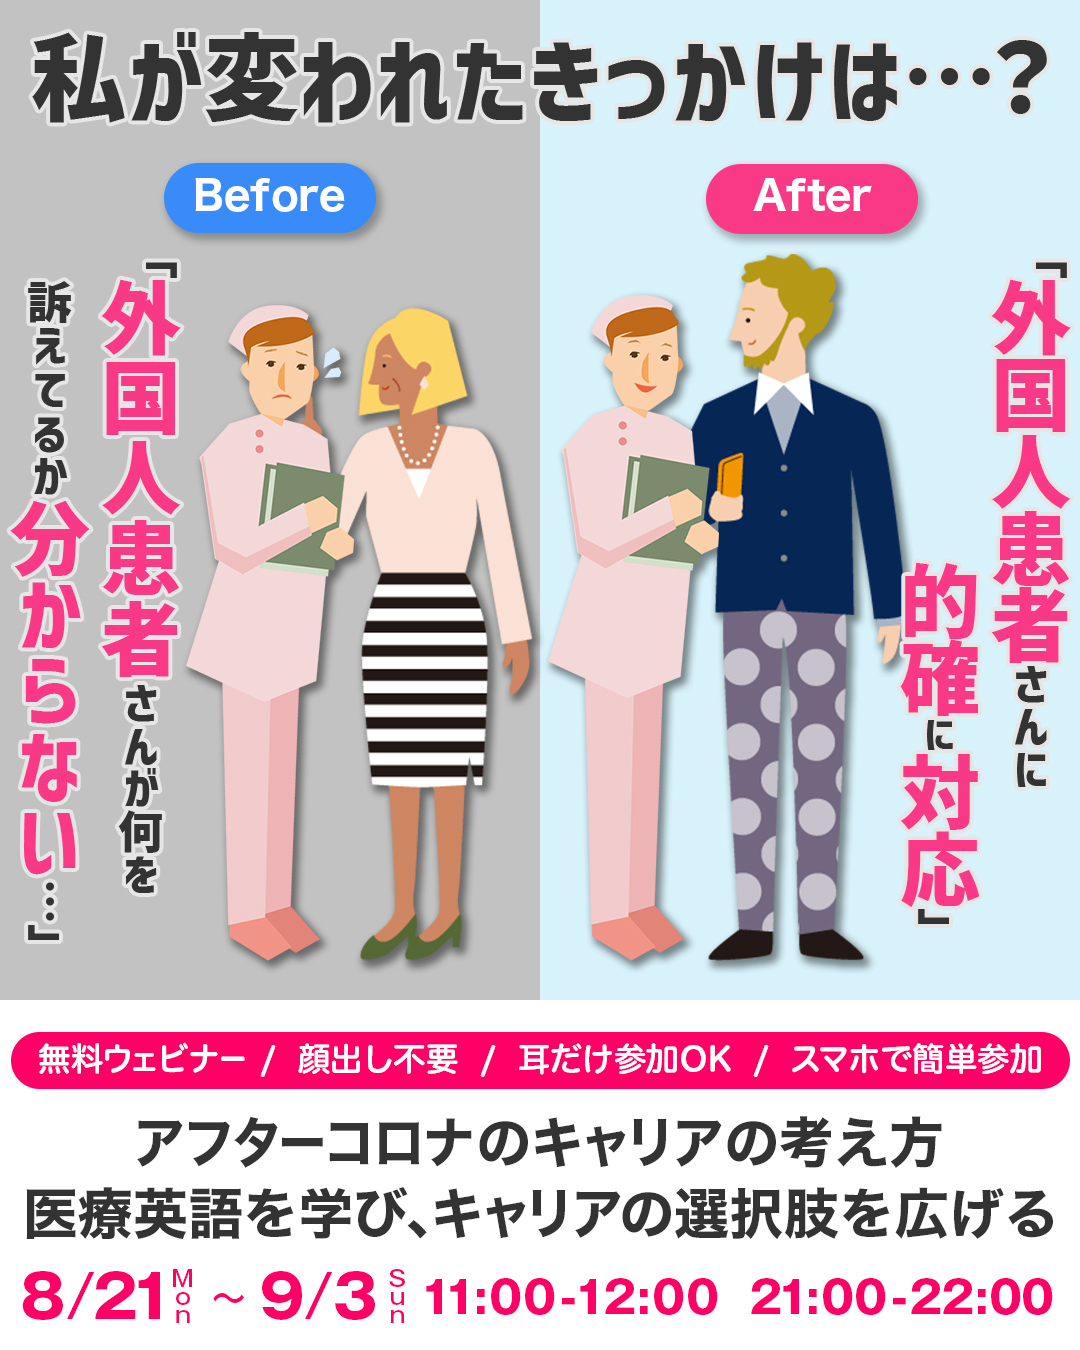 私が変われたきっかけは…？
Before
「外国人患者さんが何を
訴えてるか分からない…」
After
「外国人患者さんに
的確に対応」
無料ウェビナー / 顔出し不要 / 耳だけ参加OK / スマホで簡単参加
アフターコロナのキャリアの考え方
医療英語を学び、キャリアの選択肢を広げる
8/21 Mon ～ 9/3 Sun 11:00-12:00 21:00-22:00